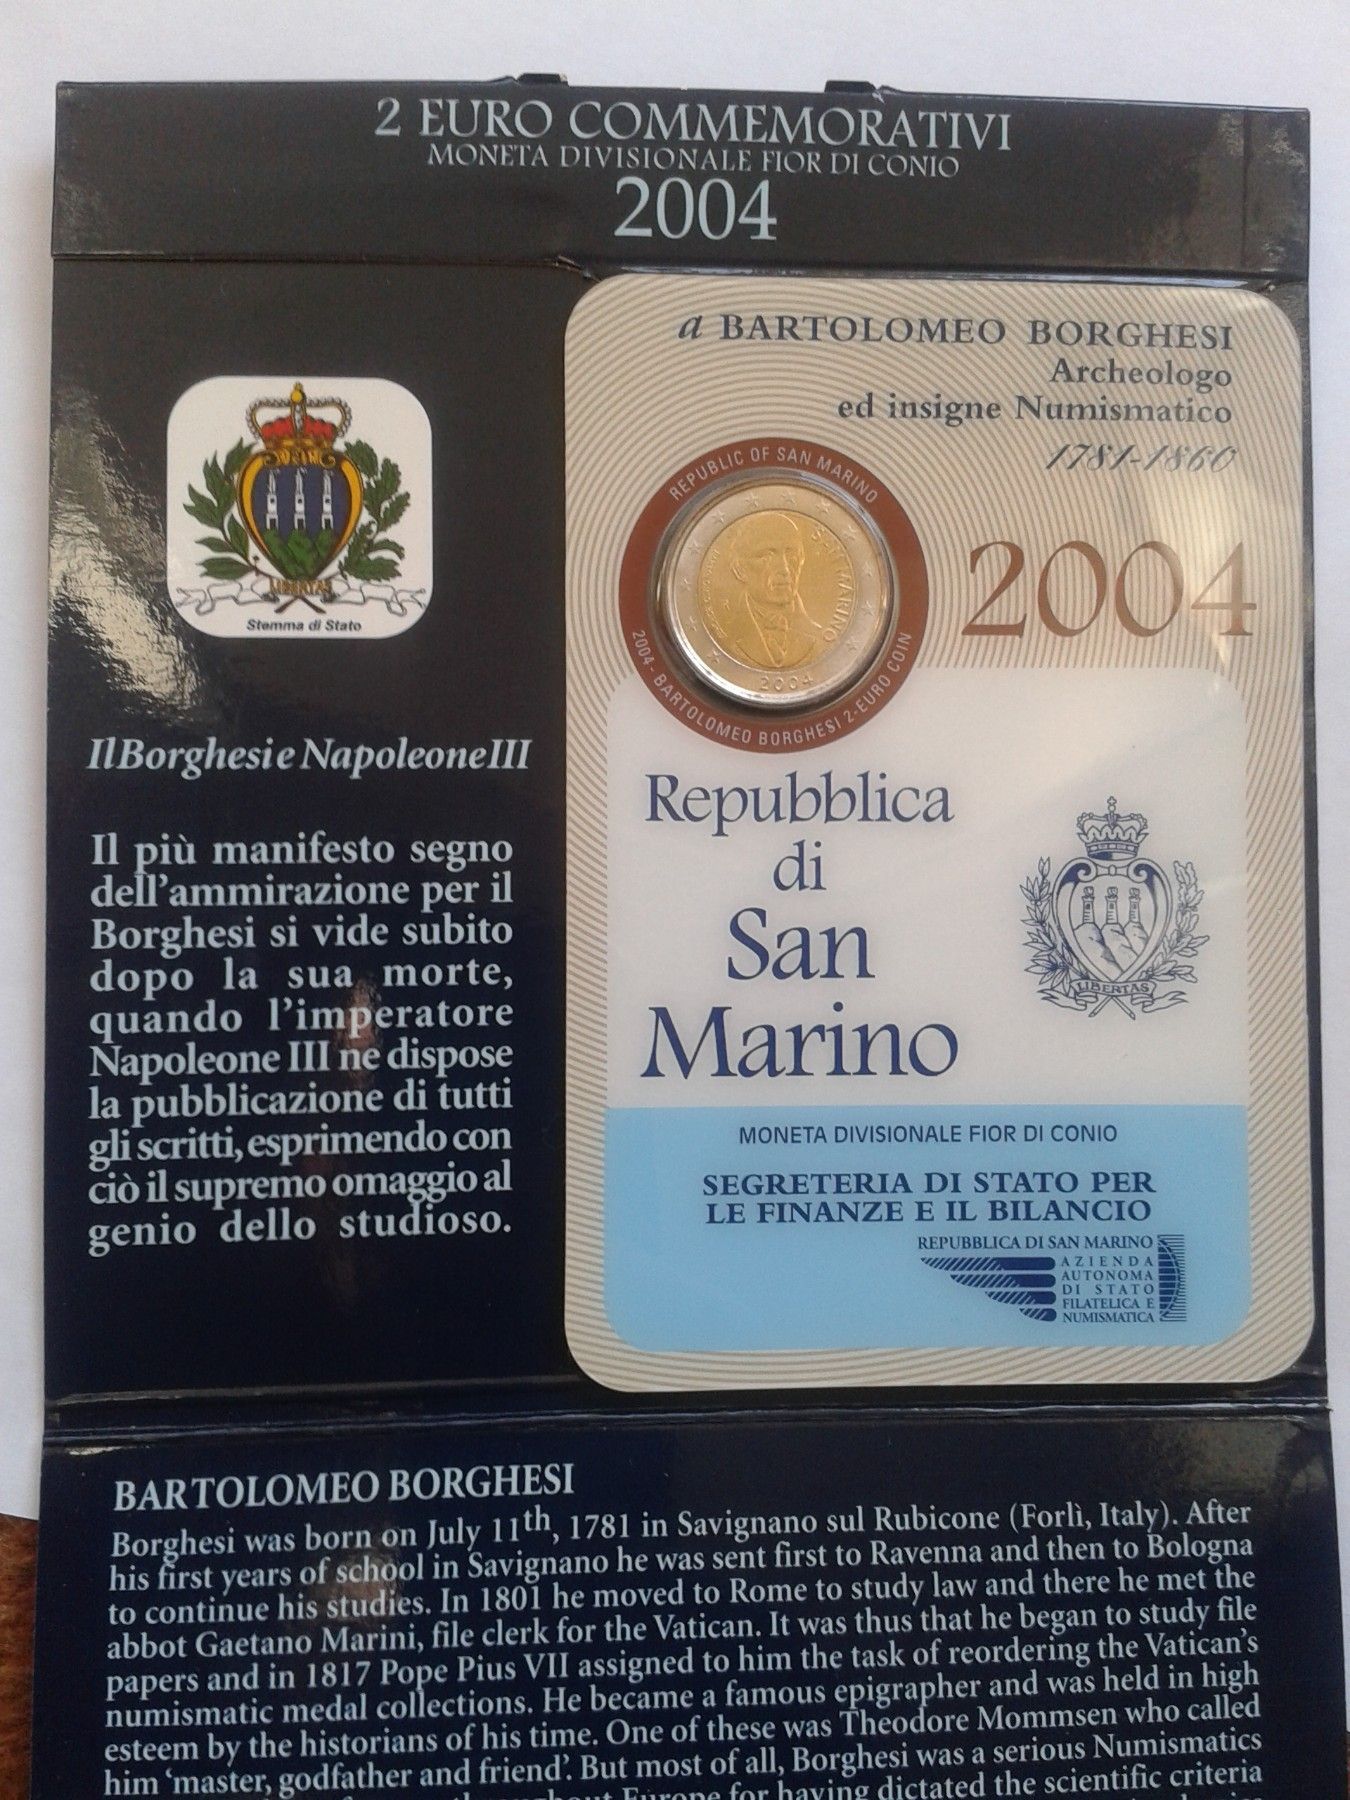 2 EURO COMMEMORATIVI
MONETA DIVISIONALE FIOR DI CONIO
2004
LIBERTAS
Stemma di Stato
Il Borghesi e Napoleone III
Il più manifesto segno
dell'ammirazione per il
Borghesi si vide subito
dopo la sua morte,
quando l'imperatore
Napoleone III ne dispose
la pubblicazione di tutti
gli scritti, esprimendo con
ciò il supremo omaggio al
genio dello studioso.
a BARTOLOMEO BORGHESI
Archeologo
ed insigne Numismatico
1781-1860
REPUBLIC OF SAN MARINO
2004 - BARTOLOMEO BORGHESI 2-EURO COIN
SAN MARINO
R
2004
2004
Repubblica
di
San
Marino
LIBERTAS
MONETA DIVISIONALE FIOR DI CONIO
SEGRETERIA DI STATO PER
LE FINANZE E IL BILANCIO
REPUBBLICA DI SAN MARINO
AZIENDA
AUTONOMA
DI STATO
FILATELICA E
NUMISMATICA
BARTOLOMEO BORGHESI
Borghesi was born on July 11th, 1781 in Savignano sul Rubicone (Forlì, Italy). After
his first years of school in Savignano he was sent first to Ravenna and then to Bologna
to continue his studies. In 1801 he moved to Rome to study law and there he met the
abbot Gaetano Marini, file clerk for the Vatican. It was thus that he began to study file
papers and in 1817 Pope Pius VII assigned to him the task of reordering the Vatican's
numismatic medal collections. He became a famous epigrapher and was held in high
esteem by the historians of his time. One of these was Theodore Mommsen who called
him 'master, godfather and friend'. But most of all, Borghesi was a serious Numismatics
Europe for having dictated the scientific criteria